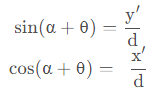 sin(α + θ) = y′/d
cos(α + θ) = x′/d